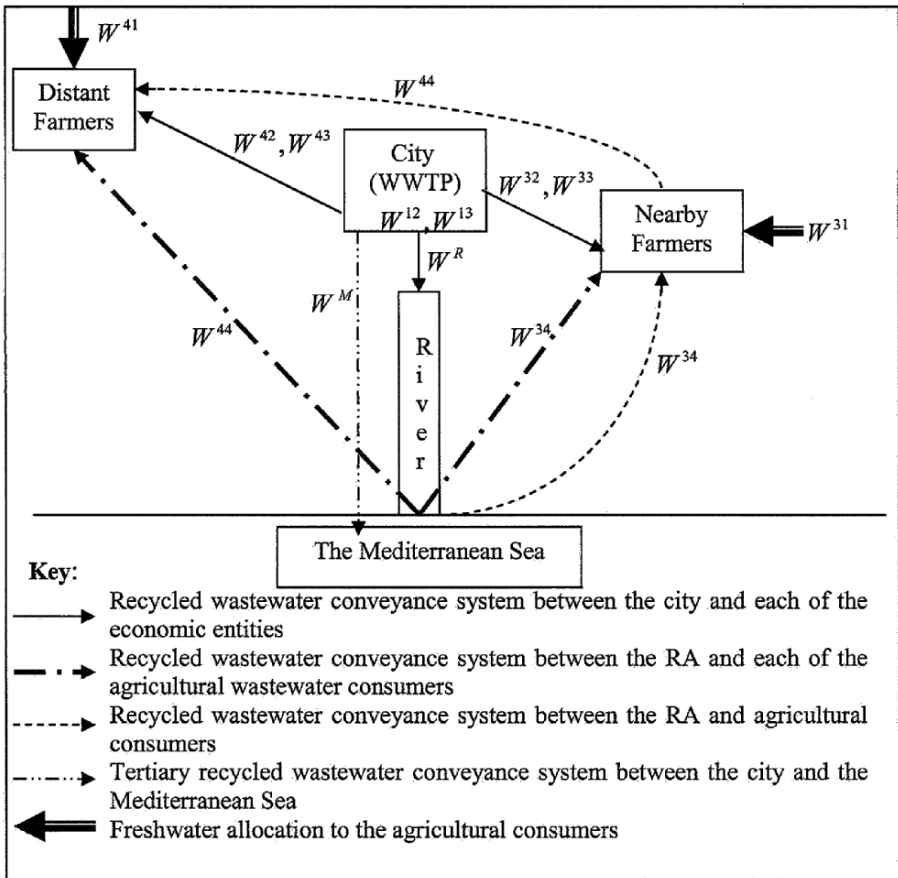 W^41
Distant
Farmers
W^44
W^42, W^43
City
(WWTP)
W^12, W^13
W^32, W^33
Nearby
Farmers
W^31
W^R
W^M
W^44
W^34
W^34
River
The Mediterranean Sea
Key:
Recycled wastewater conveyance system between the city and each of the
economic entities
Recycled wastewater conveyance system between the RA and each of the
agricultural wastewater consumers
Recycled wastewater conveyance system between the RA and agricultural
consumers
Tertiary recycled wastewater conveyance system between the city and the
Mediterranean Sea
Freshwater allocation to the agricultural consumers